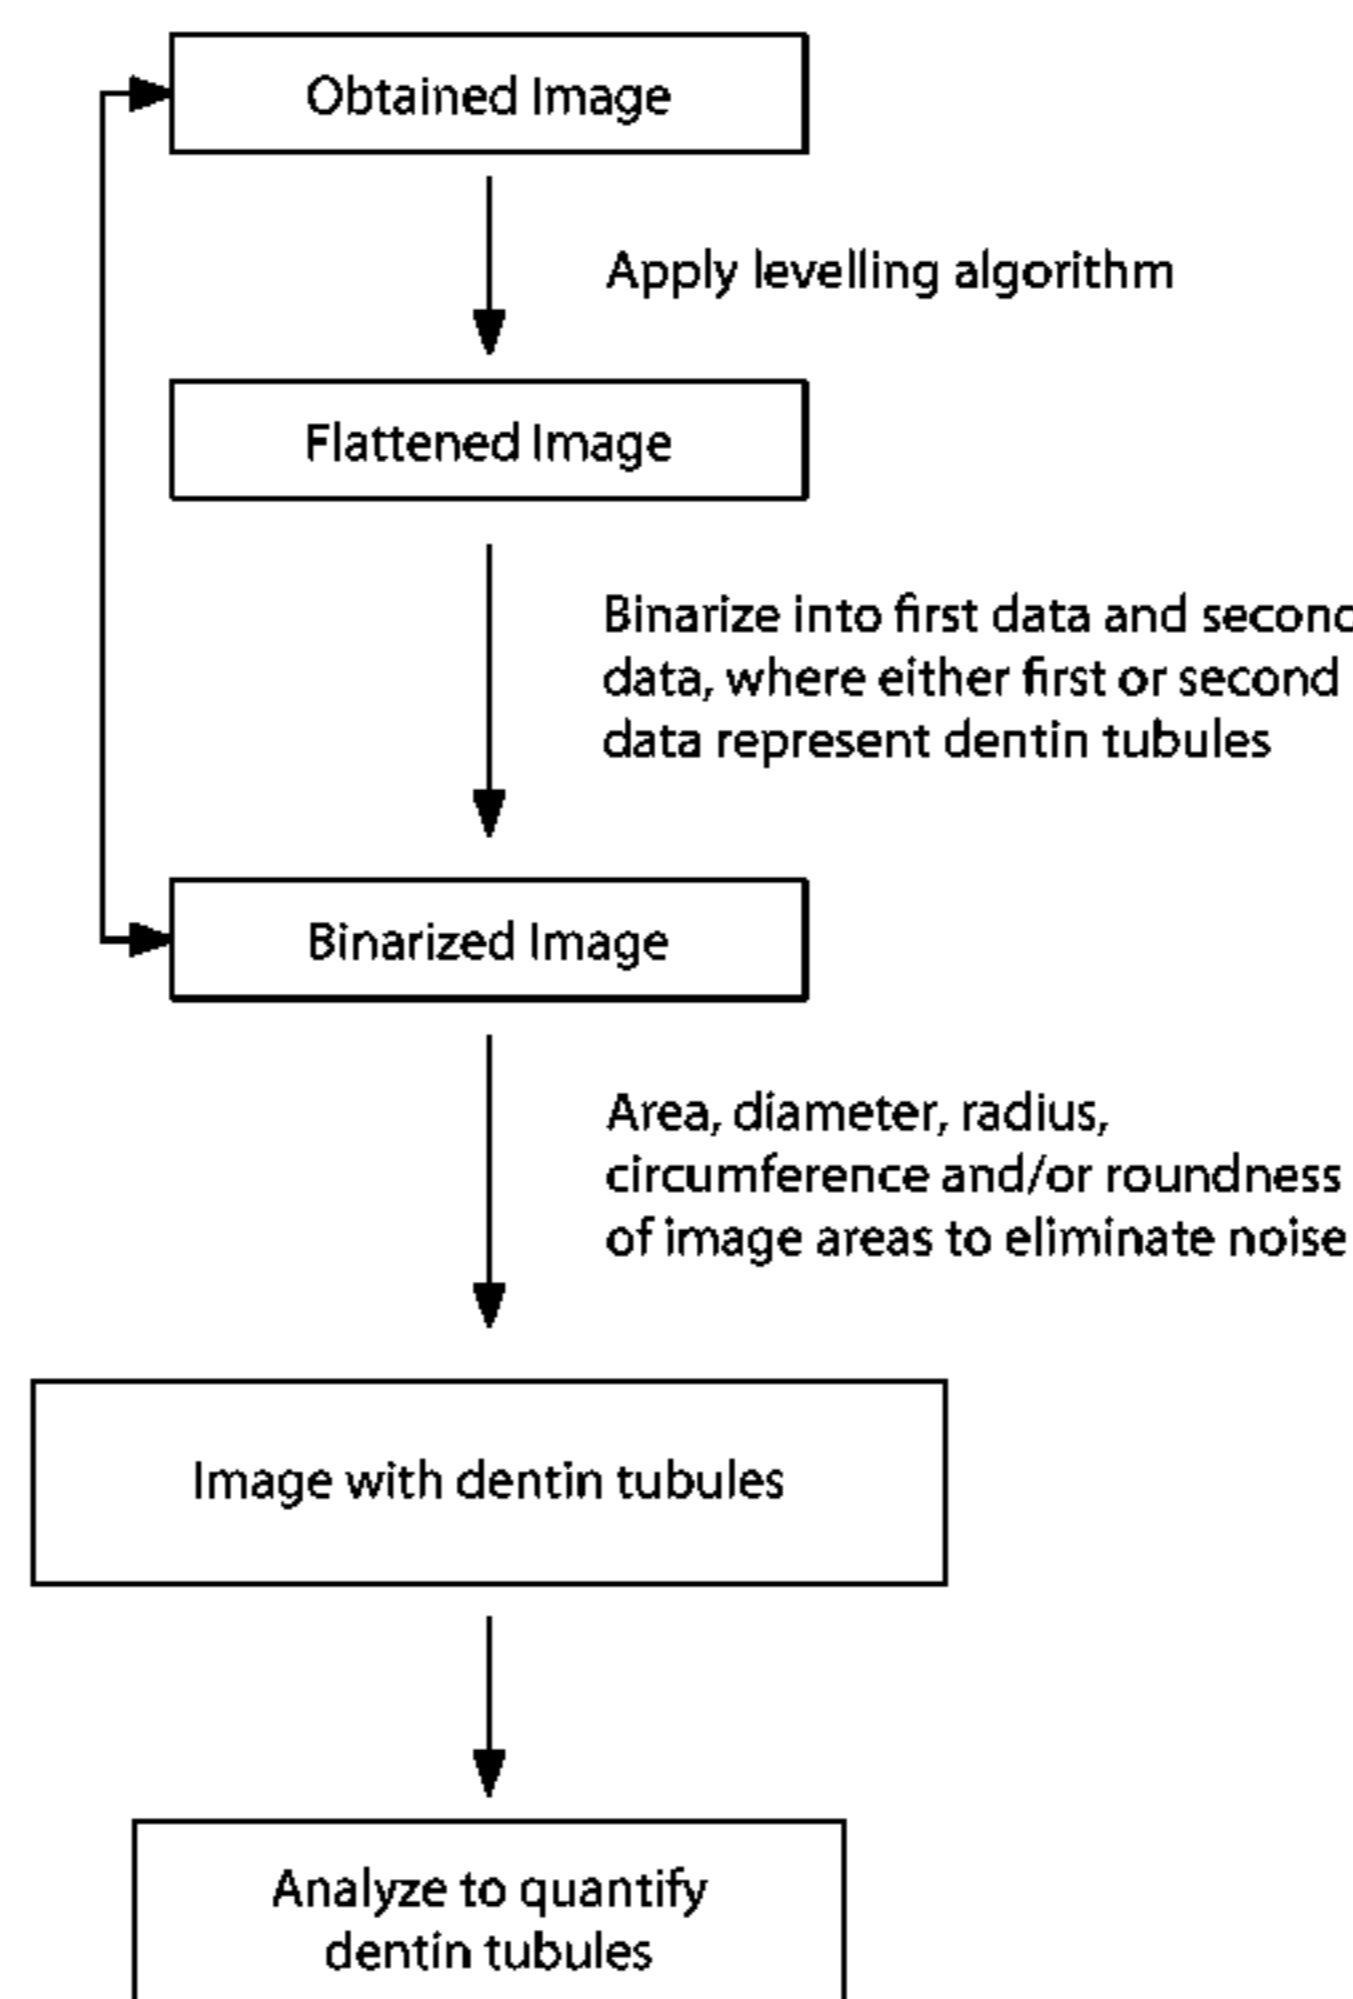 Obtained Image
Apply levelling algorithm
Flattened Image
Binarize into first data and second
data, where either first or second
data represent dentin tubules
Binarized Image
Area, diameter, radius,
circumference and/or roundness
of image areas to eliminate noise
Image with dentin tubules
Analyze to quantify
dentin tubules